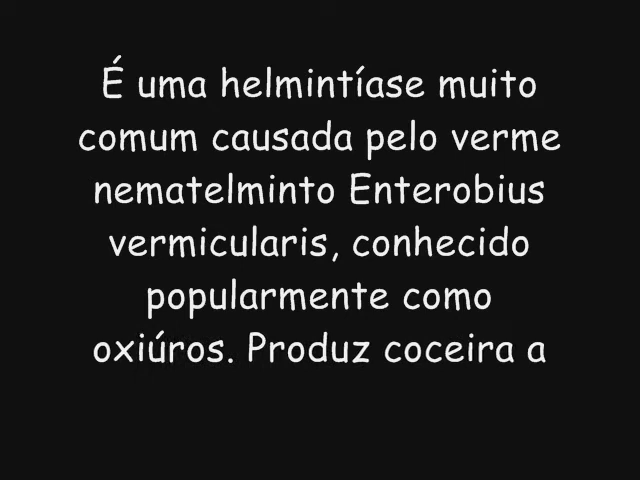 É uma helmintíase muito
comum causada pelo verme
nematelminto Enterobius
vermicularis, conhecido
popularmente como
oxiúros. Produz coceira a